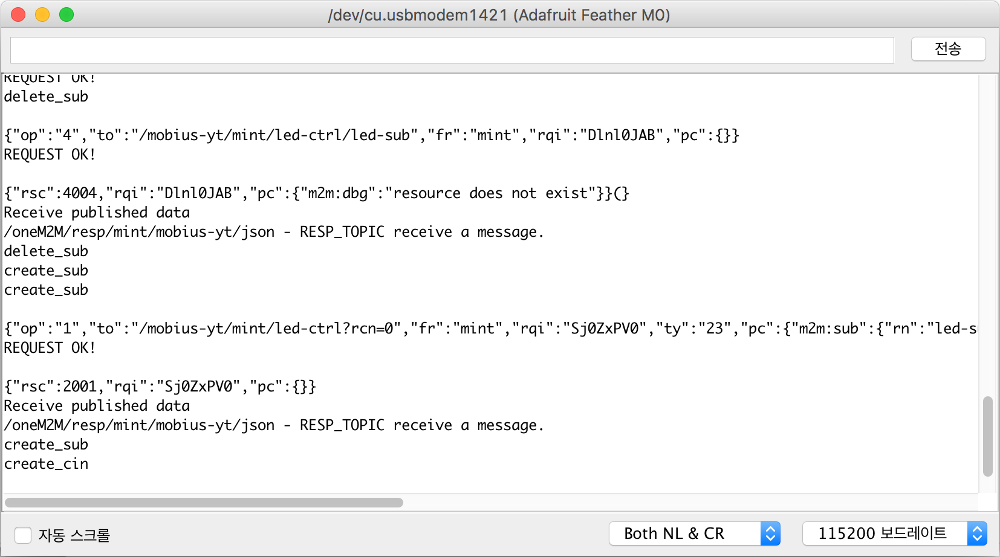 /dev/cu.usbmodem1421 (Adafruit Feather M0)
전송
REQUEST OK!
delete_sub
{"op":"4","to":"/mobius-yt/mint/led-ctrl/led-sub","fr":"mint","rqi":"Dlnl0JAB","pc":{}}
REQUEST OK!
{"rsc":4004,"rqi":"Dlnl0JAB","pc":{"m2m:dbg":"resource does not exist"}}(}
Receive published data
/oneM2M/resp/mint/mobius-yt/json - RESP_TOPIC receive a message.
delete_sub
create_sub
create_sub
{"op":"1","to":"/mobius-yt/mint/led-ctrl?rcn=0","fr":"mint","rqi":"Sj0ZxPV0","ty":"23","pc":{"m2m:sub":{"rn":"led-s
REQUEST OK!
{"rsc":2001,"rqi":"Sj0ZxPV0","pc":{}}
Receive published data
/oneM2M/resp/mint/mobius-yt/json - RESP_TOPIC receive a message.
create_sub
create_cin
자동 스크롤
Both NL & CR
115200 보드레이트